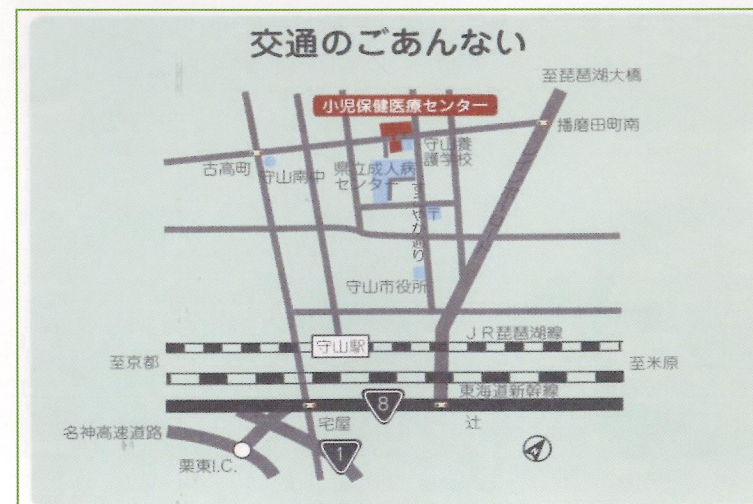 交通のごあんない
至琵琶湖大橋
小児保健医療センター
播磨田町南
守山養
護学校
古高町
守山南中
県立成人病
センター
〒
すこやか通り
守山市役所
JR琵琶湖線
守山駅
至京都
至米原
東海道新幹線
8
名神高速道路
宅屋
辻
1
栗東I.C.